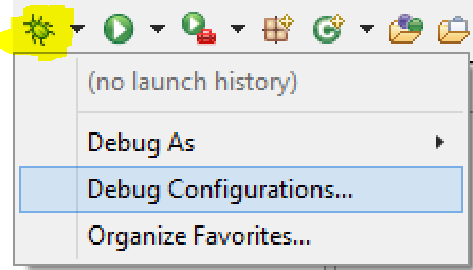 (no launch history)
Debug As
Debug Configurations...
Organize Favorites...